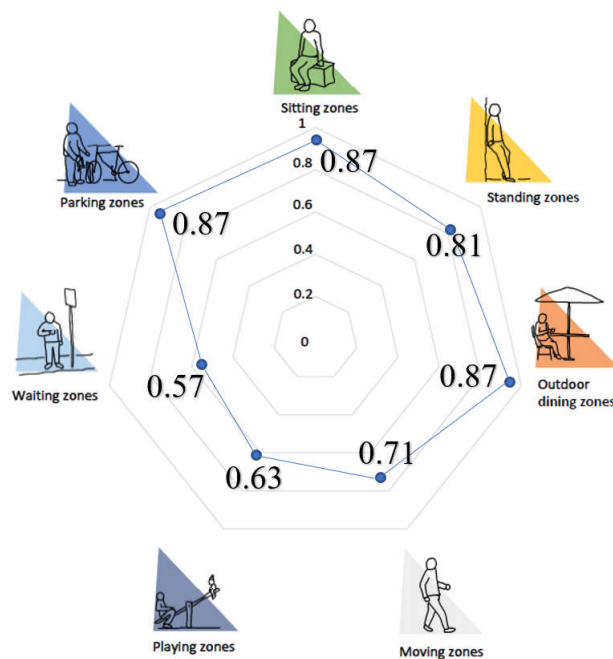 Sitting zones
1
0.87
0.8
Parking zones
0.87
Standing zones
0.81
0.6
0.4
0.2
0
Waiting zones
0.57
0.87
Outdoor
dining zones
0.71
0.63
Playing zones
Moving zones